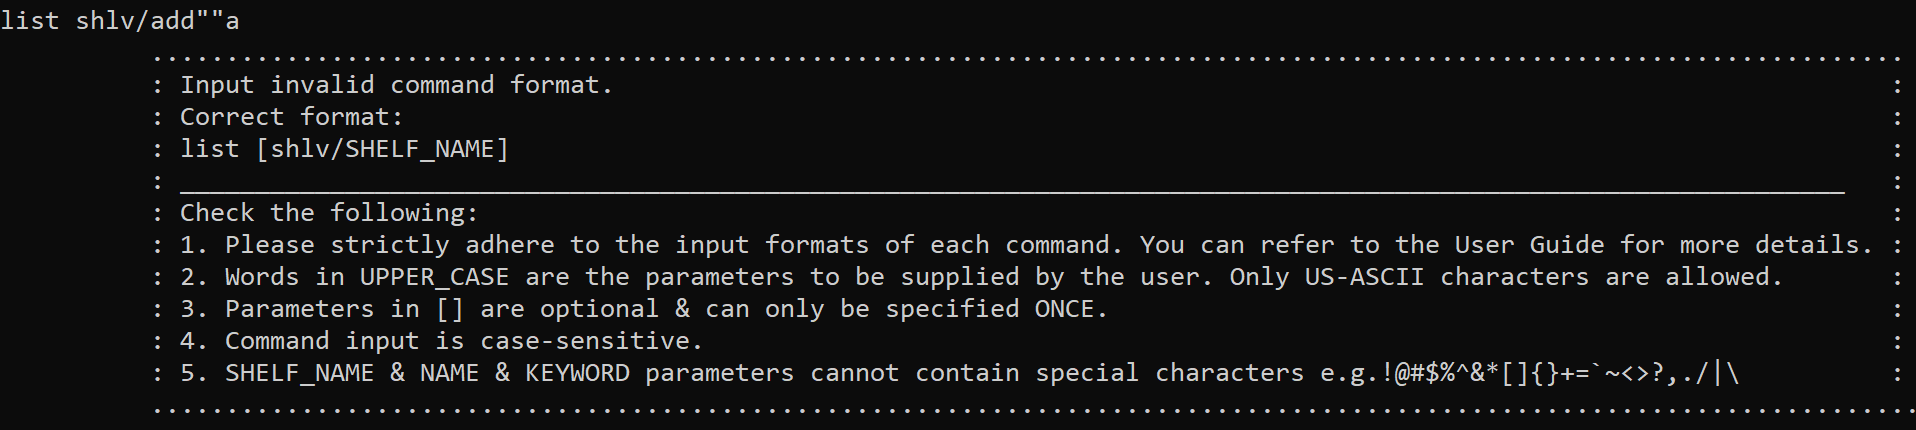 list shlv/add""a
....................................................................................................................
: Input invalid command format. :
: Correct format: :
: list [shlv/SHELF_NAME] :
: _______________________________________________________________________________________________________________ :
: Check the following: :
: 1. Please strictly adhere to the input formats of each command. You can refer to the User Guide for more details. :
: 2. Words in UPPER_CASE are the parameters to be supplied by the user. Only US-ASCII characters are allowed. :
: 3. Parameters in [] are optional & can only be specified ONCE. :
: 4. Command input is case-sensitive. :
: 5. SHELF_NAME & NAME & KEYWORD parameters cannot contain special characters e.g.!@#$%^&*[]{}+=`~<>?,./|\ :
....................................................................................................................